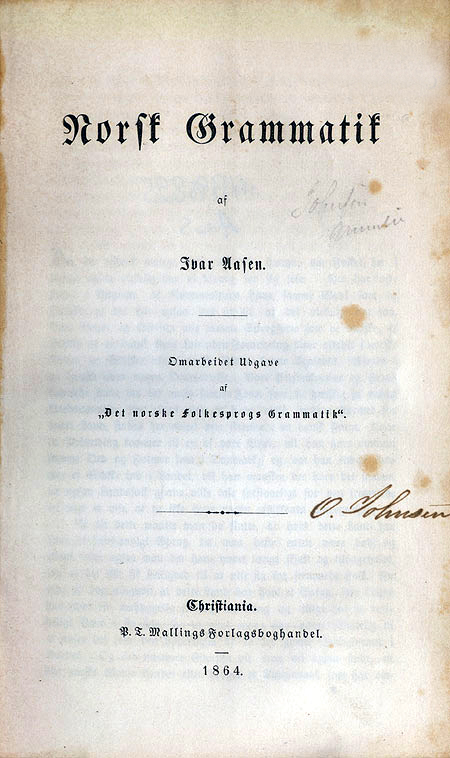 Norsk Grammatik
af
Ivar Aasen.
Omarbeidet Udgave
af
„Det norske Folkesprogs Grammatik“.
O. Johnsen
Christiania.
P. T. Mallings Forlagsboghandel.
1864.